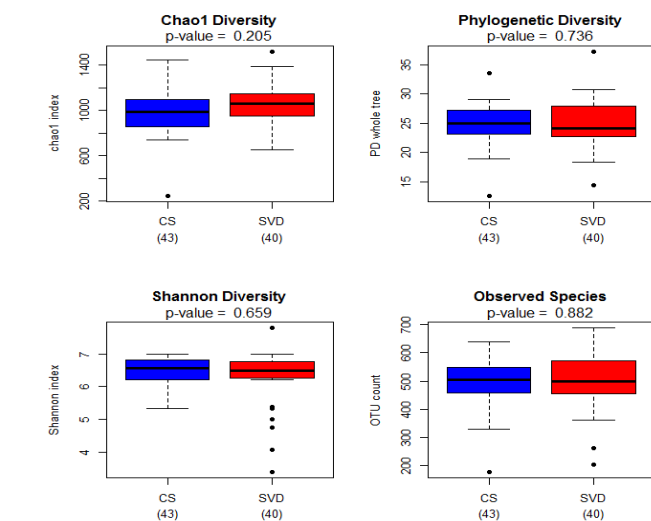 Chao1 Diversity
p-value = 0.205
chao1 index
1400
1000
600
200
CS
SVD
(43)
(40)
Phylogenetic Diversity
p-value = 0.736
PD whole tree
35
30
25
20
15
CS
SVD
(43)
(40)
Shannon Diversity
p-value = 0.659
Shannon index
7
6
5
4
CS
SVD
(43)
(40)
Observed Species
p-value = 0.882
OTU count
700
600
500
400
300
200
CS
SVD
(43)
(40)